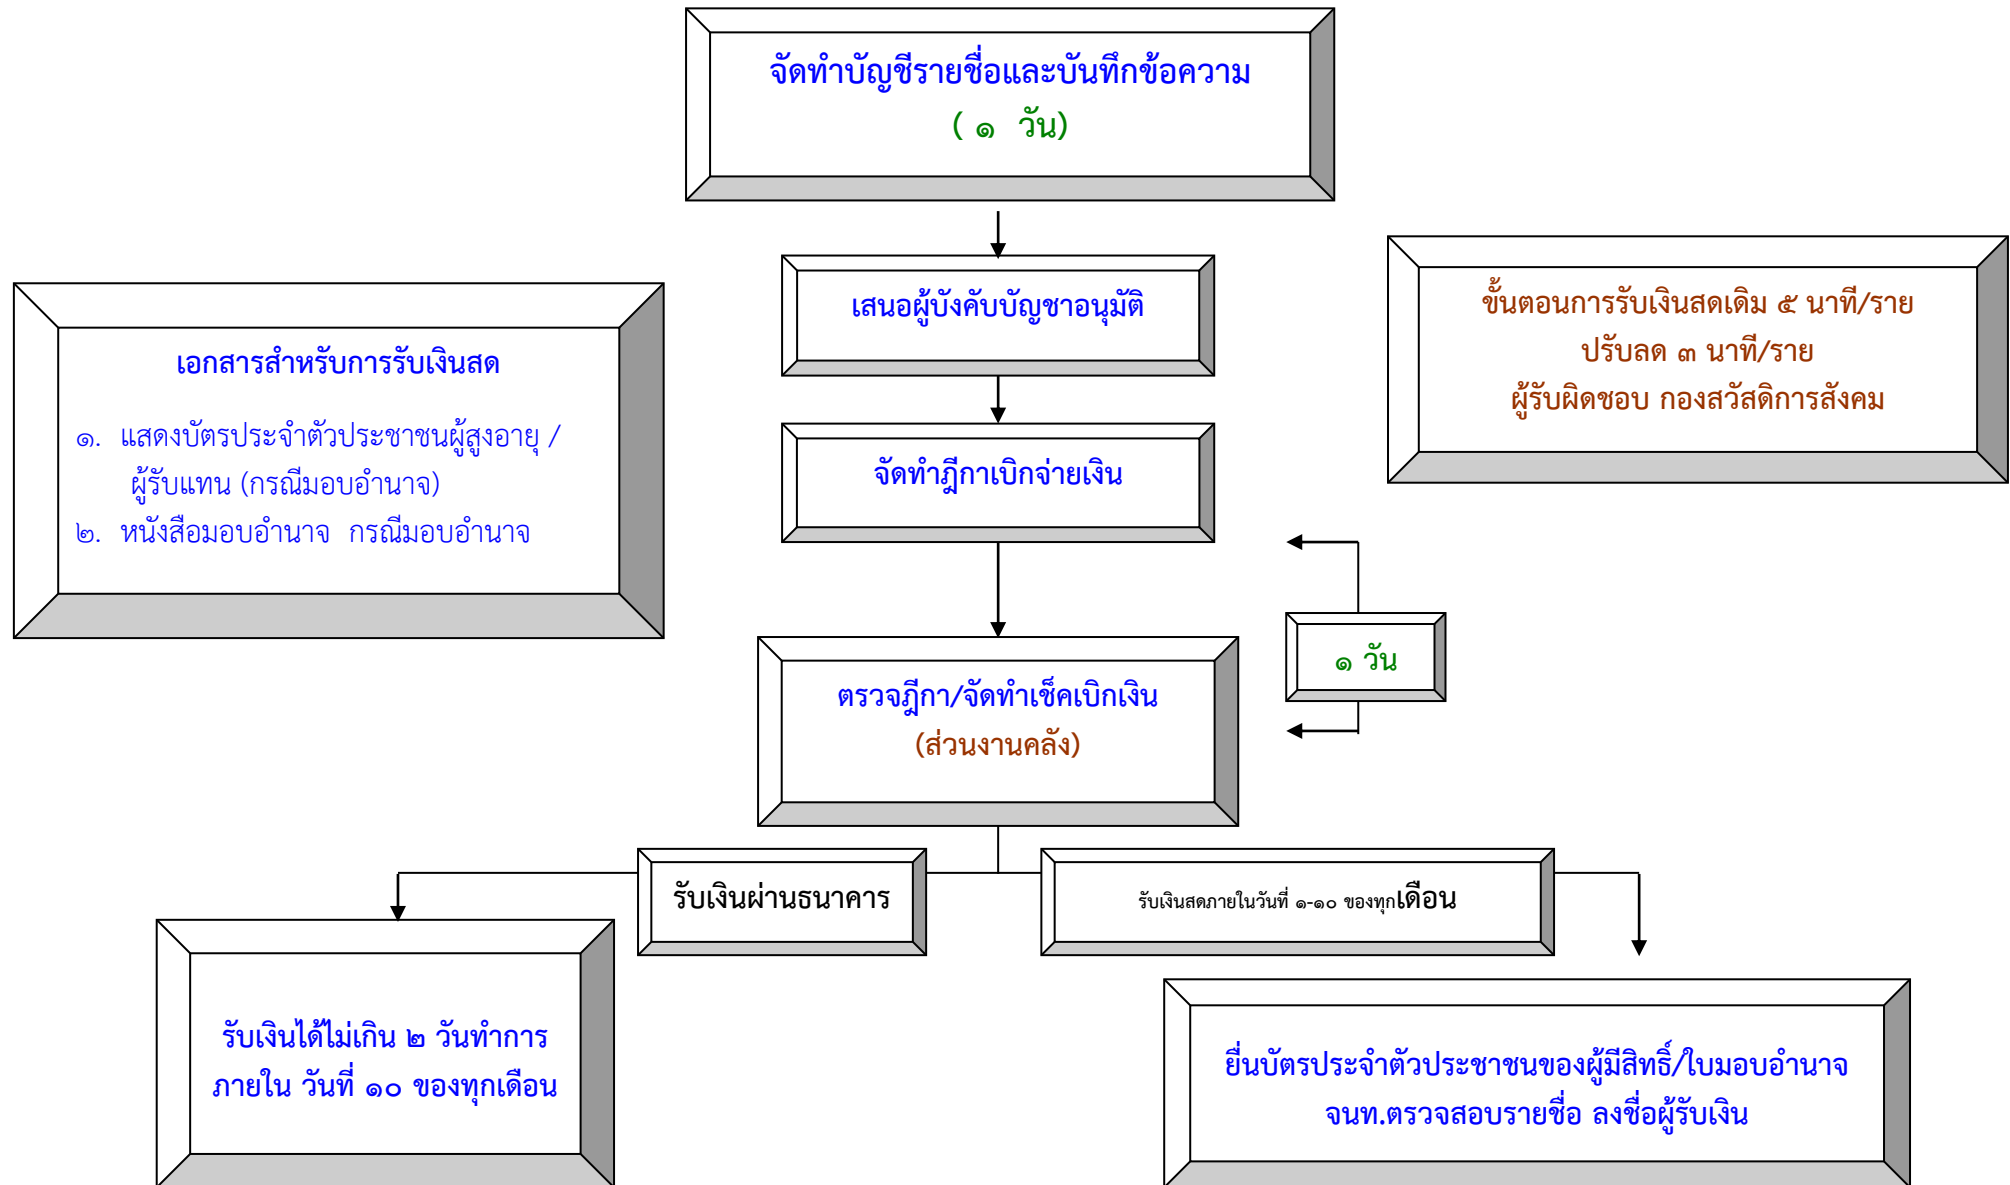 จัดทำบัญชีรายชื่อและบันทึกข้อความ
( ๑ วัน)
เสนอผู้บังคับบัญชาอนุมัติ
ขั้นตอนการรับเงินสดเดิม ๕ นาที/ราย
ปรับลด ๓ นาที/ราย
ผู้รับผิดชอบ กองสวัสดิการสังคม
เอกสารสำหรับการรับเงินสด
๑. แสดงบัตรประจำตัวประชาชนผู้สูงอายุ /
ผู้รับแทน (กรณีมอบอำนาจ)
๒. หนังสือมอบอำนาจ กรณีมอบอำนาจ
จัดทำฎีกาเบิกจ่ายเงิน
๑ วัน
ตรวจฎีกา/จัดทำเช็คเบิกเงิน
(ส่วนงานคลัง)
รับเงินผ่านธนาคาร
รับเงินสดภายในวันที่ ๑-๑๐ ของทุกเดือน
รับเงินได้ไม่เกิน ๒ วันทำการ
ภายใน วันที่ ๑๐ ของทุกเดือน
ยื่นบัตรประจำตัวประชาชนของผู้มีสิทธิ์/ใบมอบอำนาจ
จนท.ตรวจสอบรายชื่อ ลงชื่อผู้รับเงิน